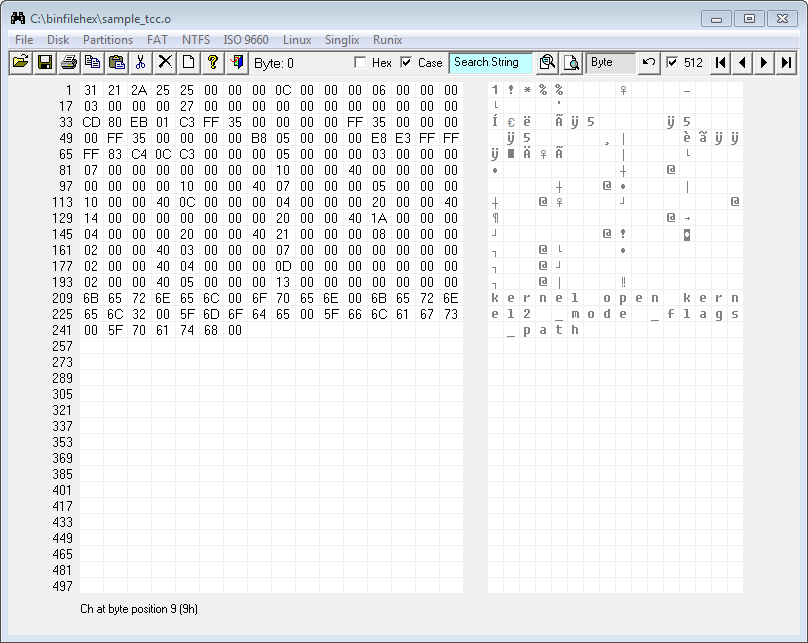 C:\binfilehex\sample_tcc.o
File Disk Partitions FAT NTFS ISO 9660 Linux Singlix Runix
Byte: 0 Hex Case Search String Byte 512
1 31 21 2A 25 25 00 00 00 0C 00 00 00 06 00 00 00 1 ! * % % ♀ –
17 03 00 00 00 27 00 00 00 00 00 00 00 00 00 00 00 └ '
33 CD 80 EB 01 C3 FF 35 00 00 00 00 FF 35 00 00 00 Í € ë Ã ÿ 5 ÿ 5
49 00 FF 35 00 00 00 00 B8 05 00 00 00 E8 E3 FF FF ÿ 5 ¸ | è ã ÿ ÿ
65 FF 83 C4 0C C3 00 00 00 05 00 00 00 03 00 00 00 ÿ ■ Ä ♀ Ã | └
81 07 00 00 00 00 00 00 00 10 00 00 40 00 00 00 00 • ┼ @
97 00 00 00 00 10 00 00 40 07 00 00 00 05 00 00 00 ┼ @ • |
113 10 00 00 40 0C 00 00 00 04 00 00 00 20 00 00 40 ┼ @ ♀ ┘ @
129 14 00 00 00 00 00 00 00 20 00 00 40 1A 00 00 00 ¶ @ →
145 04 00 00 00 20 00 00 40 21 00 00 00 08 00 00 00 ┘ @ ! ◘
161 02 00 00 40 03 00 00 00 07 00 00 00 00 00 00 00 ┐ @ └ •
177 02 00 00 40 04 00 00 00 0D 00 00 00 00 00 00 00 ┐ @ ┘
193 02 00 00 40 05 00 00 00 13 00 00 00 00 00 00 00 ┐ @ | ‼
209 6B 65 72 6E 65 6C 00 6F 70 65 6E 00 6B 65 72 6E k e r n e l o p e n k e r n
225 65 6C 32 00 5F 6D 6F 64 65 00 5F 66 6C 61 67 73 e l 2 _ m o d e _ f l a g s
241 00 5F 70 61 74 68 00 _ p a t h
257
273
289
305
321
337
353
369
385
401
417
433
449
465
481
497
Ch at byte position 9 (9h)